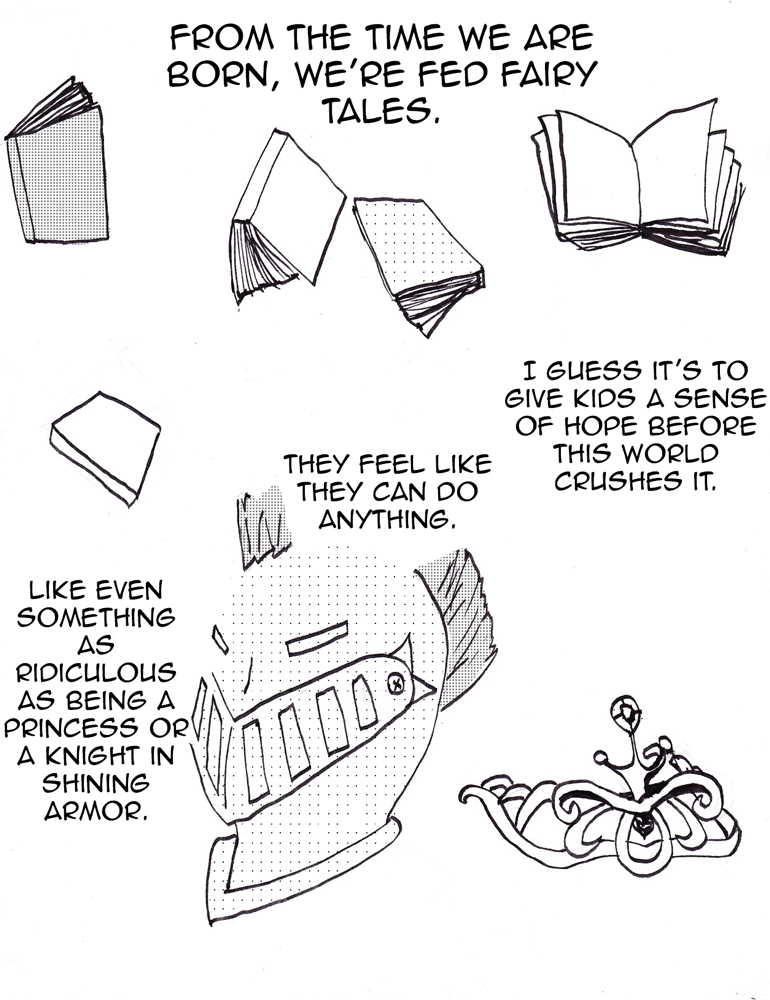 FROM THE TIME WE ARE
BORN, WE'RE FED FAIRY
TALES.
I GUESS IT'S TO
GIVE KIDS A SENSE
OF HOPE BEFORE
THIS WORLD
CRUSHES IT.
THEY FEEL LIKE
THEY CAN DO
ANYTHING.
LIKE EVEN
SOMETHING
AS
RIDICULOUS
AS BEING A
PRINCESS OR
A KNIGHT IN
SHINING
ARMOR.